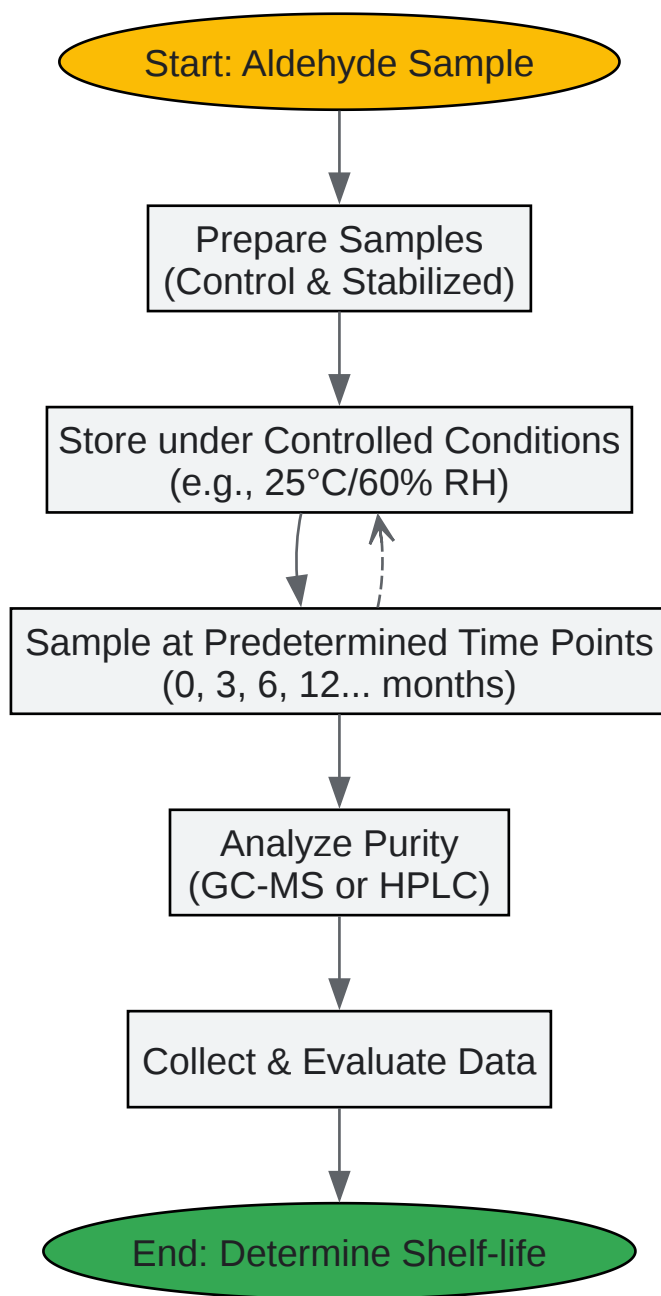 Start: Aldehyde Sample
Prepare Samples
(Control & Stabilized)
Store under Controlled Conditions
(e.g., 25°C/60% RH)
Sample at Predetermined Time Points
(0, 3, 6, 12... months)
Analyze Purity
(GC-MS or HPLC)
Collect & Evaluate Data
End: Determine Shelf-life